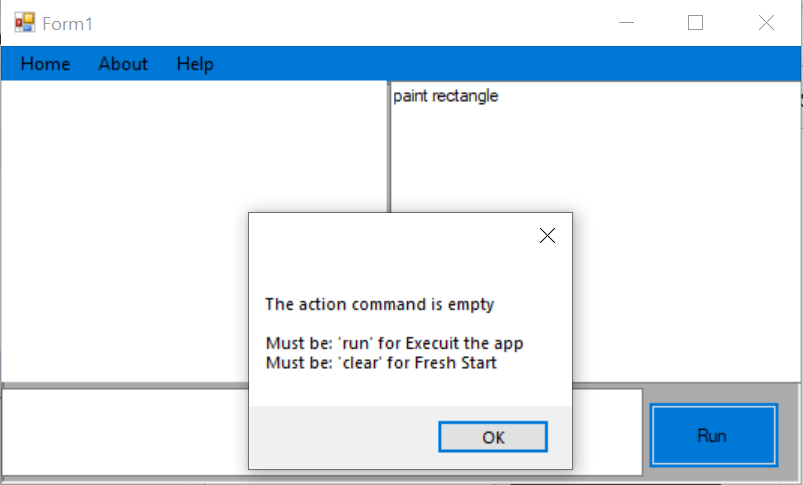 Form1
Home About Help
paint rectangle
The action command is empty
Must be: 'run' for Execuit the app
Must be: 'clear' for Fresh Start
OK
Run